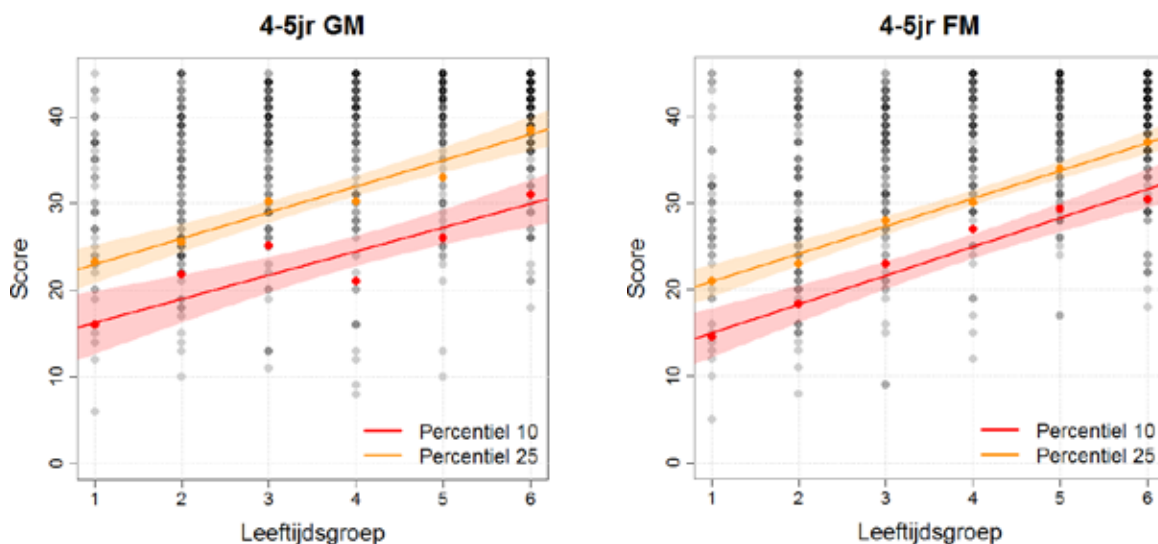 4-5jr GM
Score
40
30
20
10
0
Percentiel 10
Percentiel 25
1 2 3 4 5 6
Leeftijdsgroep
4-5jr FM
Score
40
30
20
10
0
Percentiel 10
Percentiel 25
1 2 3 4 5 6
Leeftijdsgroep